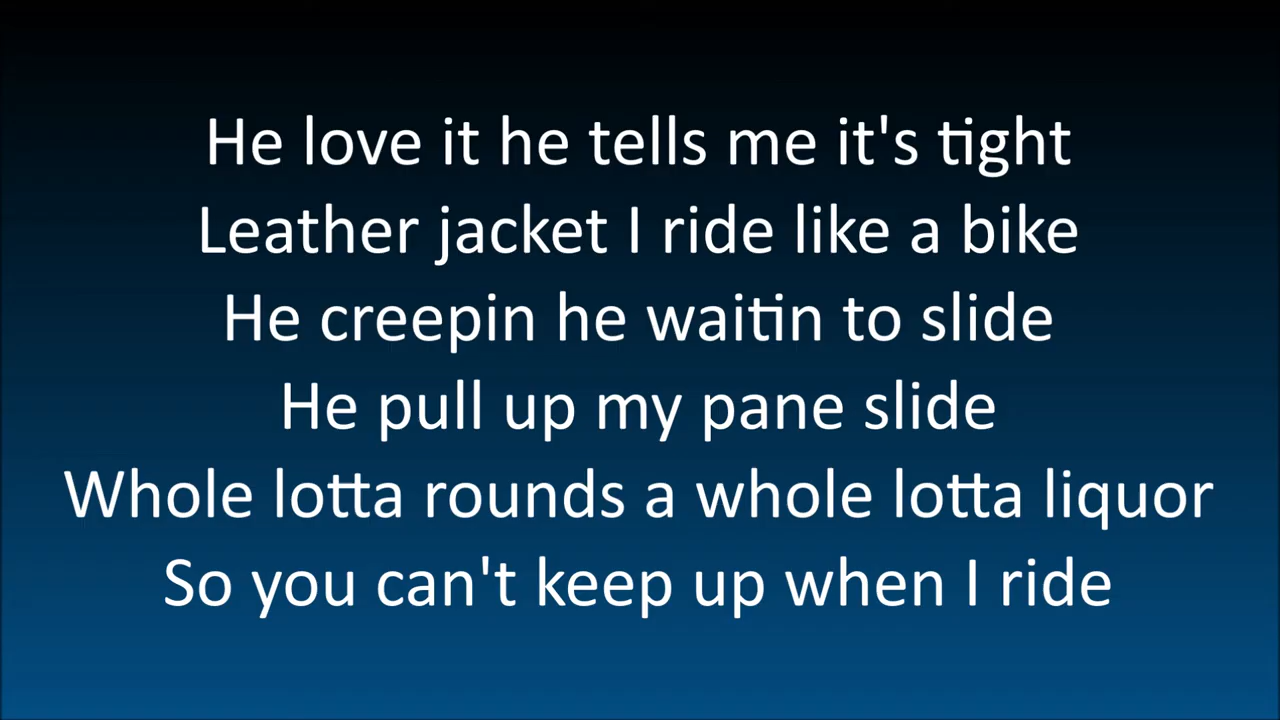 He love it he tells me it's tight
Leather jacket I ride like a bike
He creepin he waitin to slide
He pull up my pane slide
Whole lotta rounds a whole lotta liquor
So you can't keep up when I ride